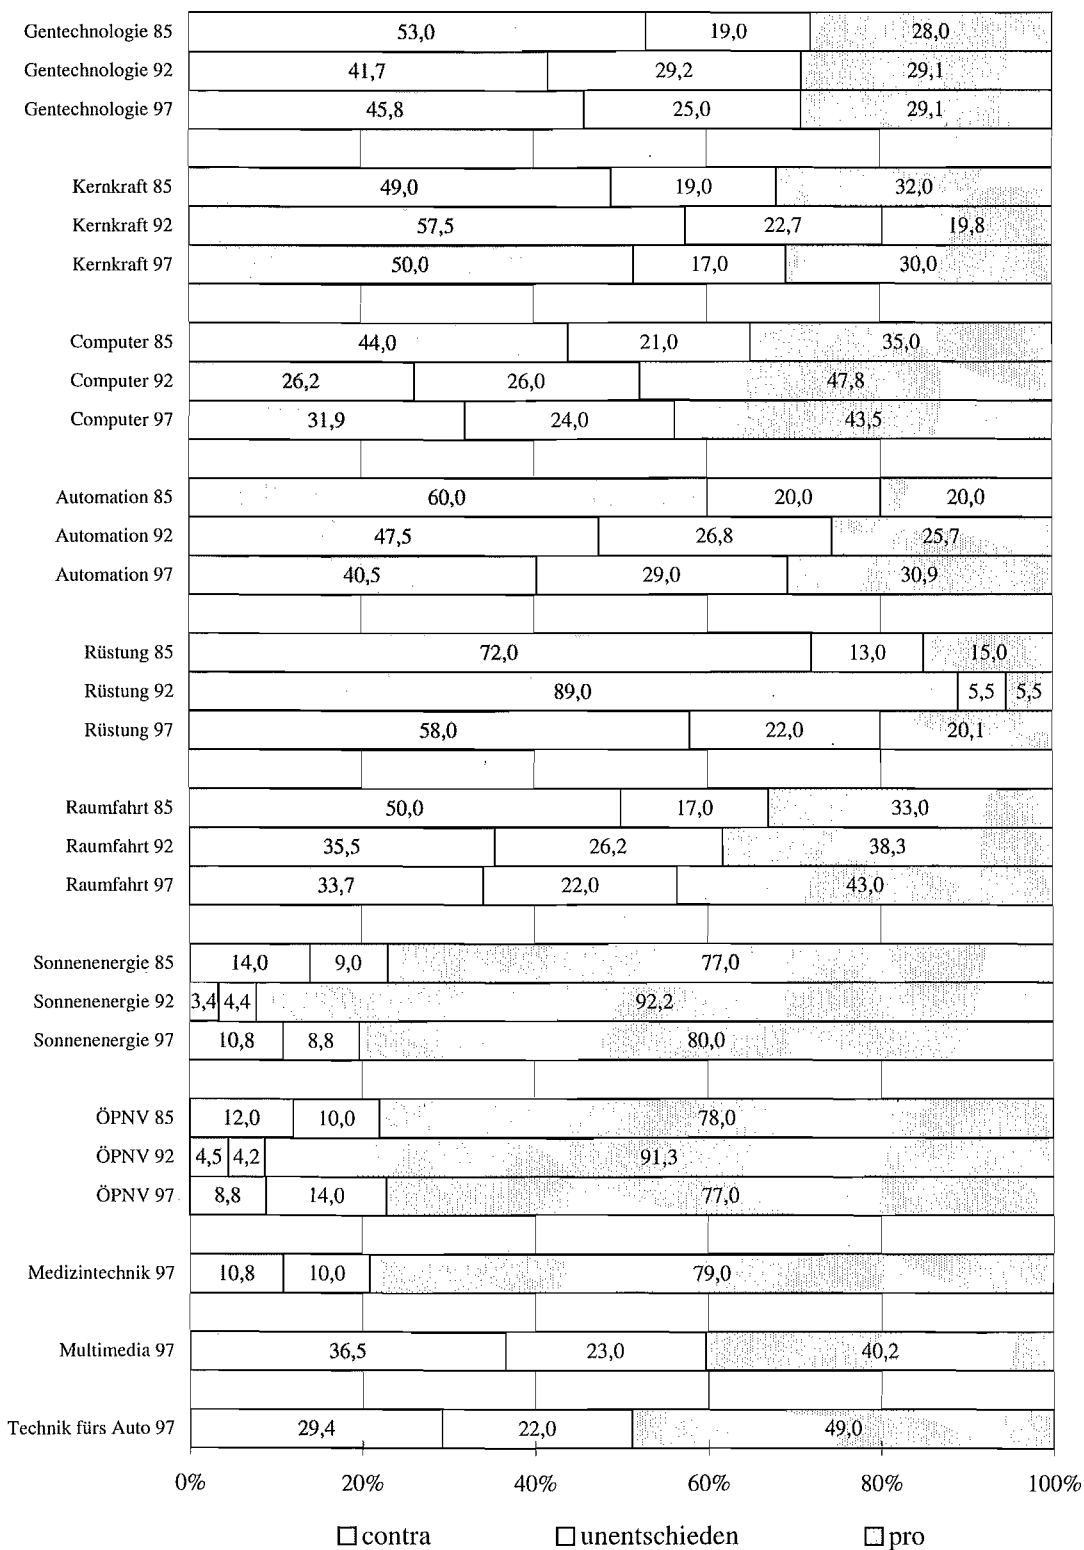 Gentechnologie 85 53,0 19,0 28,0
Gentechnologie 92 41,7 29,2 29,1
Gentechnologie 97 45,8 25,0 29,1
Kernkraft 85 49,0 19,0 32,0
Kernkraft 92 57,5 22,7 19,8
Kernkraft 97 50,0 17,0 30,0
Computer 85 44,0 21,0 35,0
Computer 92 26,2 26,0 47,8
Computer 97 31,9 24,0 43,5
Automation 85 60,0 20,0 20,0
Automation 92 47,5 26,8 25,7
Automation 97 40,5 29,0 30,9
Rüstung 85 72,0 13,0 15,0
Rüstung 92 89,0 5,5 5,5
Rüstung 97 58,0 22,0 20,1
Raumfahrt 85 50,0 17,0 33,0
Raumfahrt 92 35,5 26,2 38,3
Raumfahrt 97 33,7 22,0 43,0
Sonnenenergie 85 14,0 9,0 77,0
Sonnenenergie 92 3,4 4,4 92,2
Sonnenenergie 97 10,8 8,8 80,0
ÖPNV 85 12,0 10,0 78,0
ÖPNV 92 4,5 4,2 91,3
ÖPNV 97 8,8 14,0 77,0
Medizintechnik 97 10,8 10,0 79,0
Multimedia 97 36,5 23,0 40,2
Technik fürs Auto 97 29,4 22,0 49,0
0% 20% 40% 60% 80% 100%
contra unentschieden pro